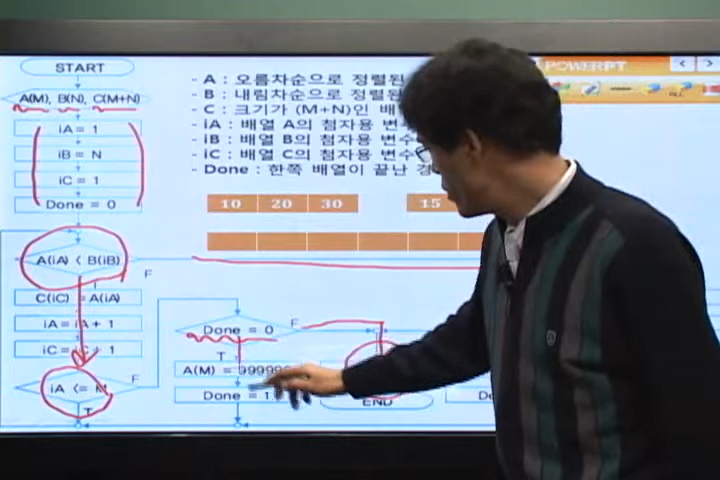 START
A(M), B(N), C(M+N)
iA = 1
iB = N
iC = 1
Done = 0
A(iA) < B(iB)
F
T
C(iC) = A(iA)
iA = iA + 1
iC = iC + 1
iA <= M
F
T
Done = 0
F
T
A(M) = 99999
Done = 1
END
- A : 오름차순으로 정렬된
- B : 내림차순으로 정렬된
- C : 크기가 (M+N)인 배
- iA : 배열 A의 첨자용 변
- iB : 배열 B의 첨자용 변수
- iC : 배열 C의 첨자용 변수
- Done : 한쪽 배열이 끝난 경
10 20 30 15
POWERPT